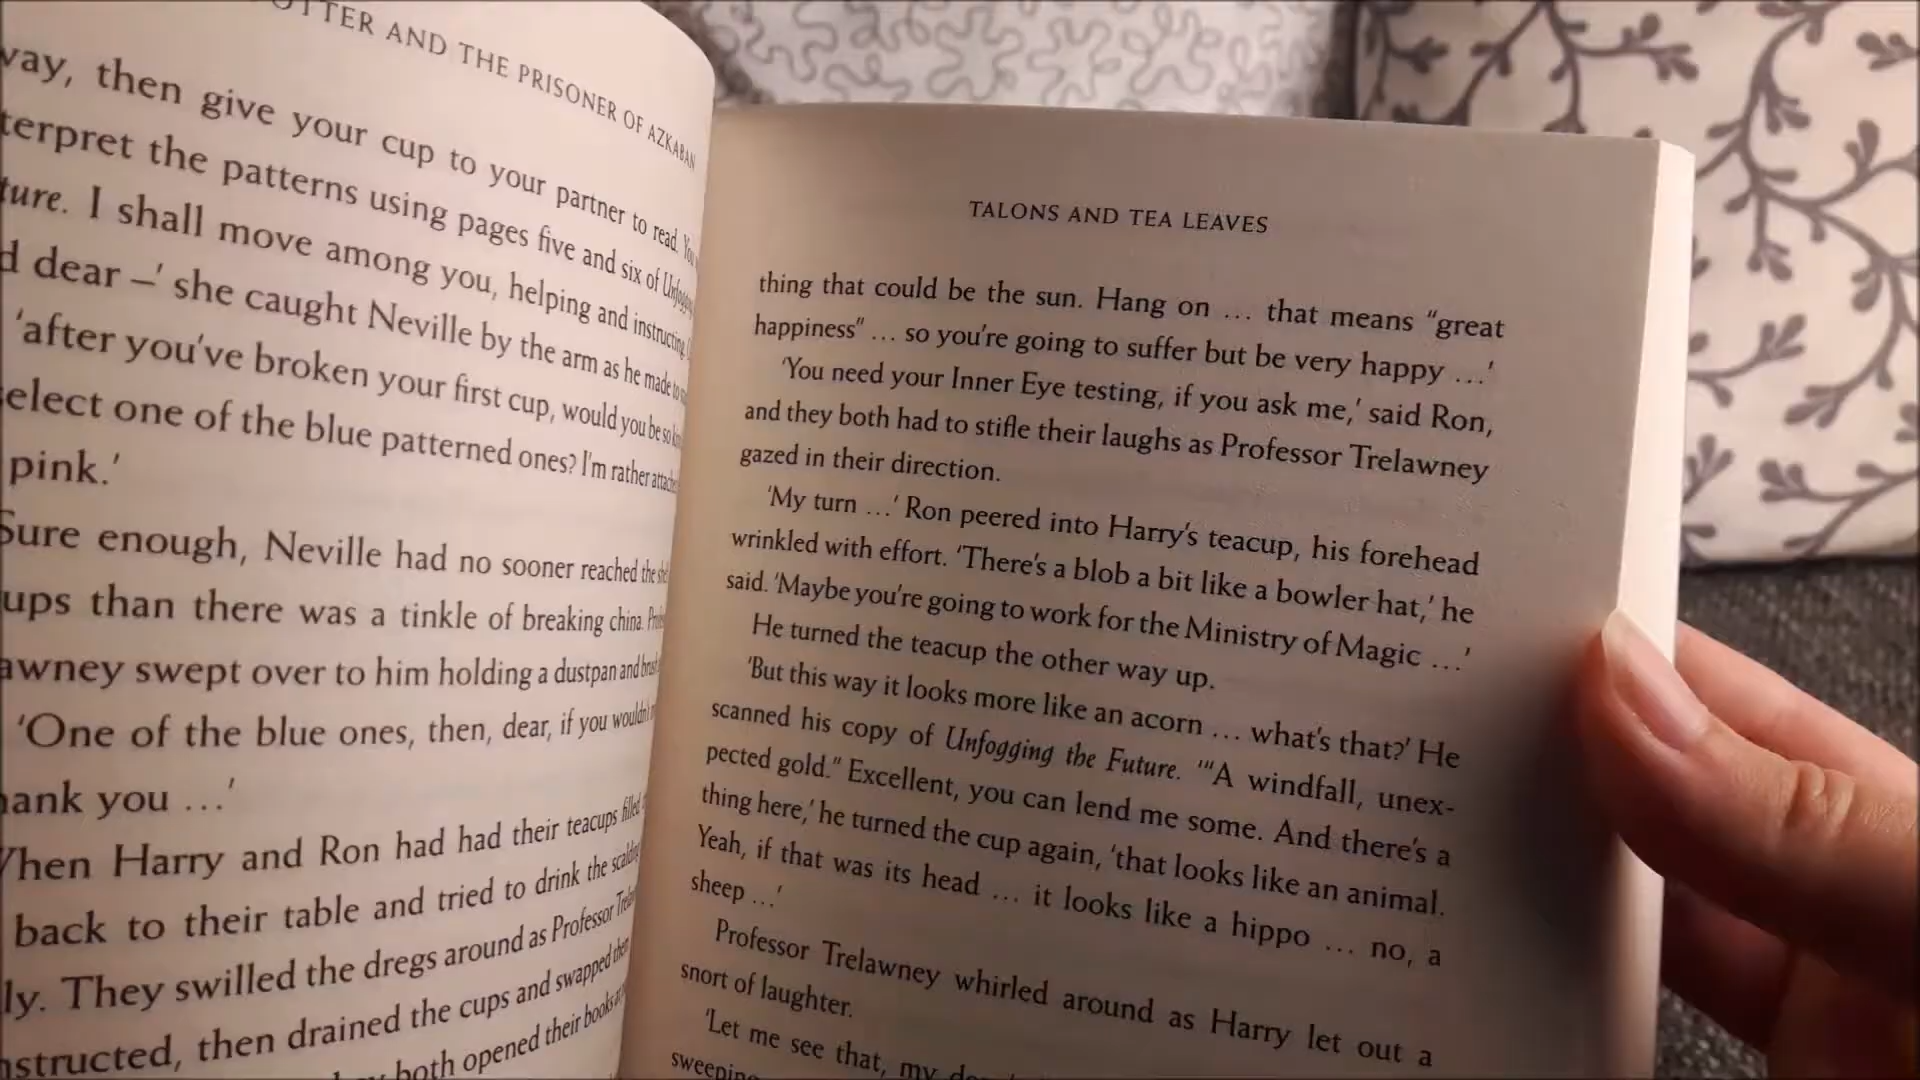 OTTER AND THE PRISONER OF AZKABAN
way, then give your cup to your partner to read. You
terpret the patterns using pages five and six of Unfogging
ture. I shall move among you, helping and instructing.
d dear –' she caught Neville by the arm as he made to
'after you've broken your first cup, would you be so
elect one of the blue patterned ones? I'm rather attached
pink.'
Sure enough, Neville had no sooner reached the
ups than there was a tinkle of breaking china.
awney swept over to him holding a dustpan and brush
'One of the blue ones, then, dear, if you wouldn't
hank you ...'
When Harry and Ron had had their teacups filled
back to their table and tried to drink the scalding
ly. They swilled the dregs around as Professor
nstructed, then drained the cups and swapped
both opened their books
TALONS AND TEA LEAVES
thing that could be the sun. Hang on ... that means "great
happiness" ... so you're going to suffer but be very happy ...'
'You need your Inner Eye testing, if you ask me,' said Ron,
and they both had to stifle their laughs as Professor Trelawney
gazed in their direction.
'My turn ...' Ron peered into Harry's teacup, his forehead
wrinkled with effort. 'There's a blob a bit like a bowler hat,' he
said. 'Maybe you're going to work for the Ministry of Magic ...'
He turned the teacup the other way up.
'But this way it looks more like an acorn ... what's that?' He
scanned his copy of Unfogging the Future. '"A windfall, unex-
pected gold." Excellent, you can lend me some. And there's a
thing here,' he turned the cup again, 'that looks like an animal.
Yeah, if that was its head ... it looks like a hippo ... no, a
sheep ...'
Professor Trelawney whirled around as Harry let out a
snort of laughter.
'Let me see that, my
sweeping